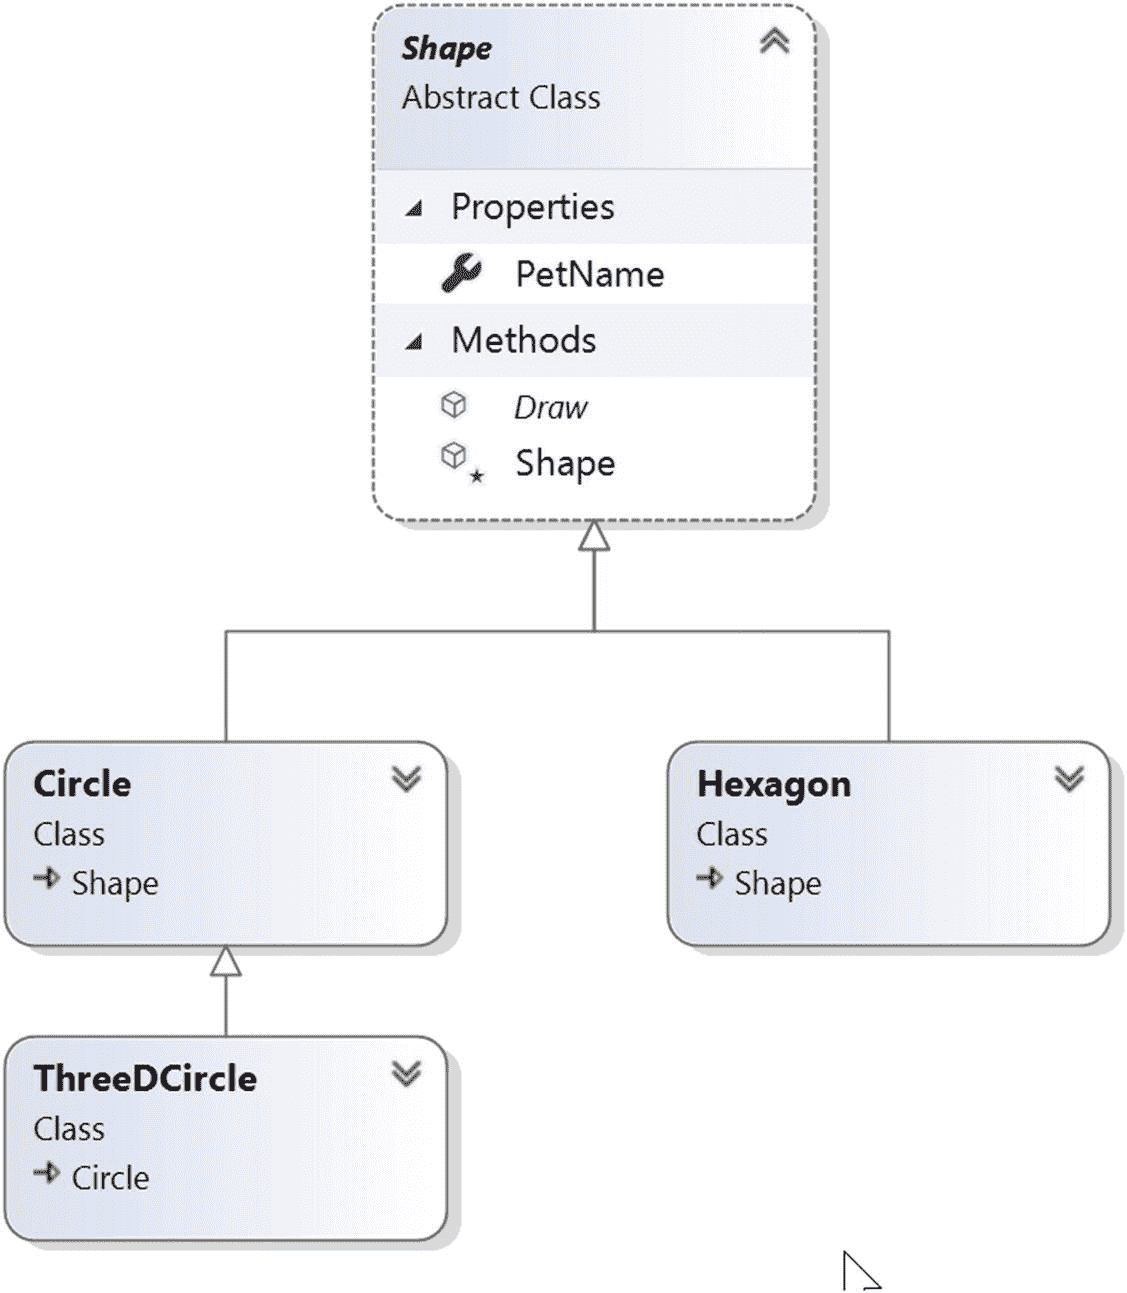 Shape
Abstract Class
Properties
PetName
Methods
Draw
Shape
Circle
Class
Shape
Hexagon
Class
Shape
ThreeDCircle
Class
Circle